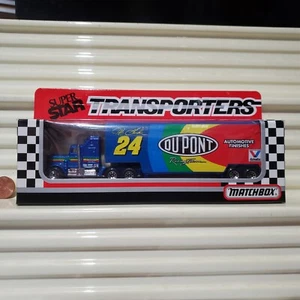 SUPER
STAR
TRANSPORTERS
24
DU PONT
AUTOMOTIVE
FINISHES
V
MATCHBOX